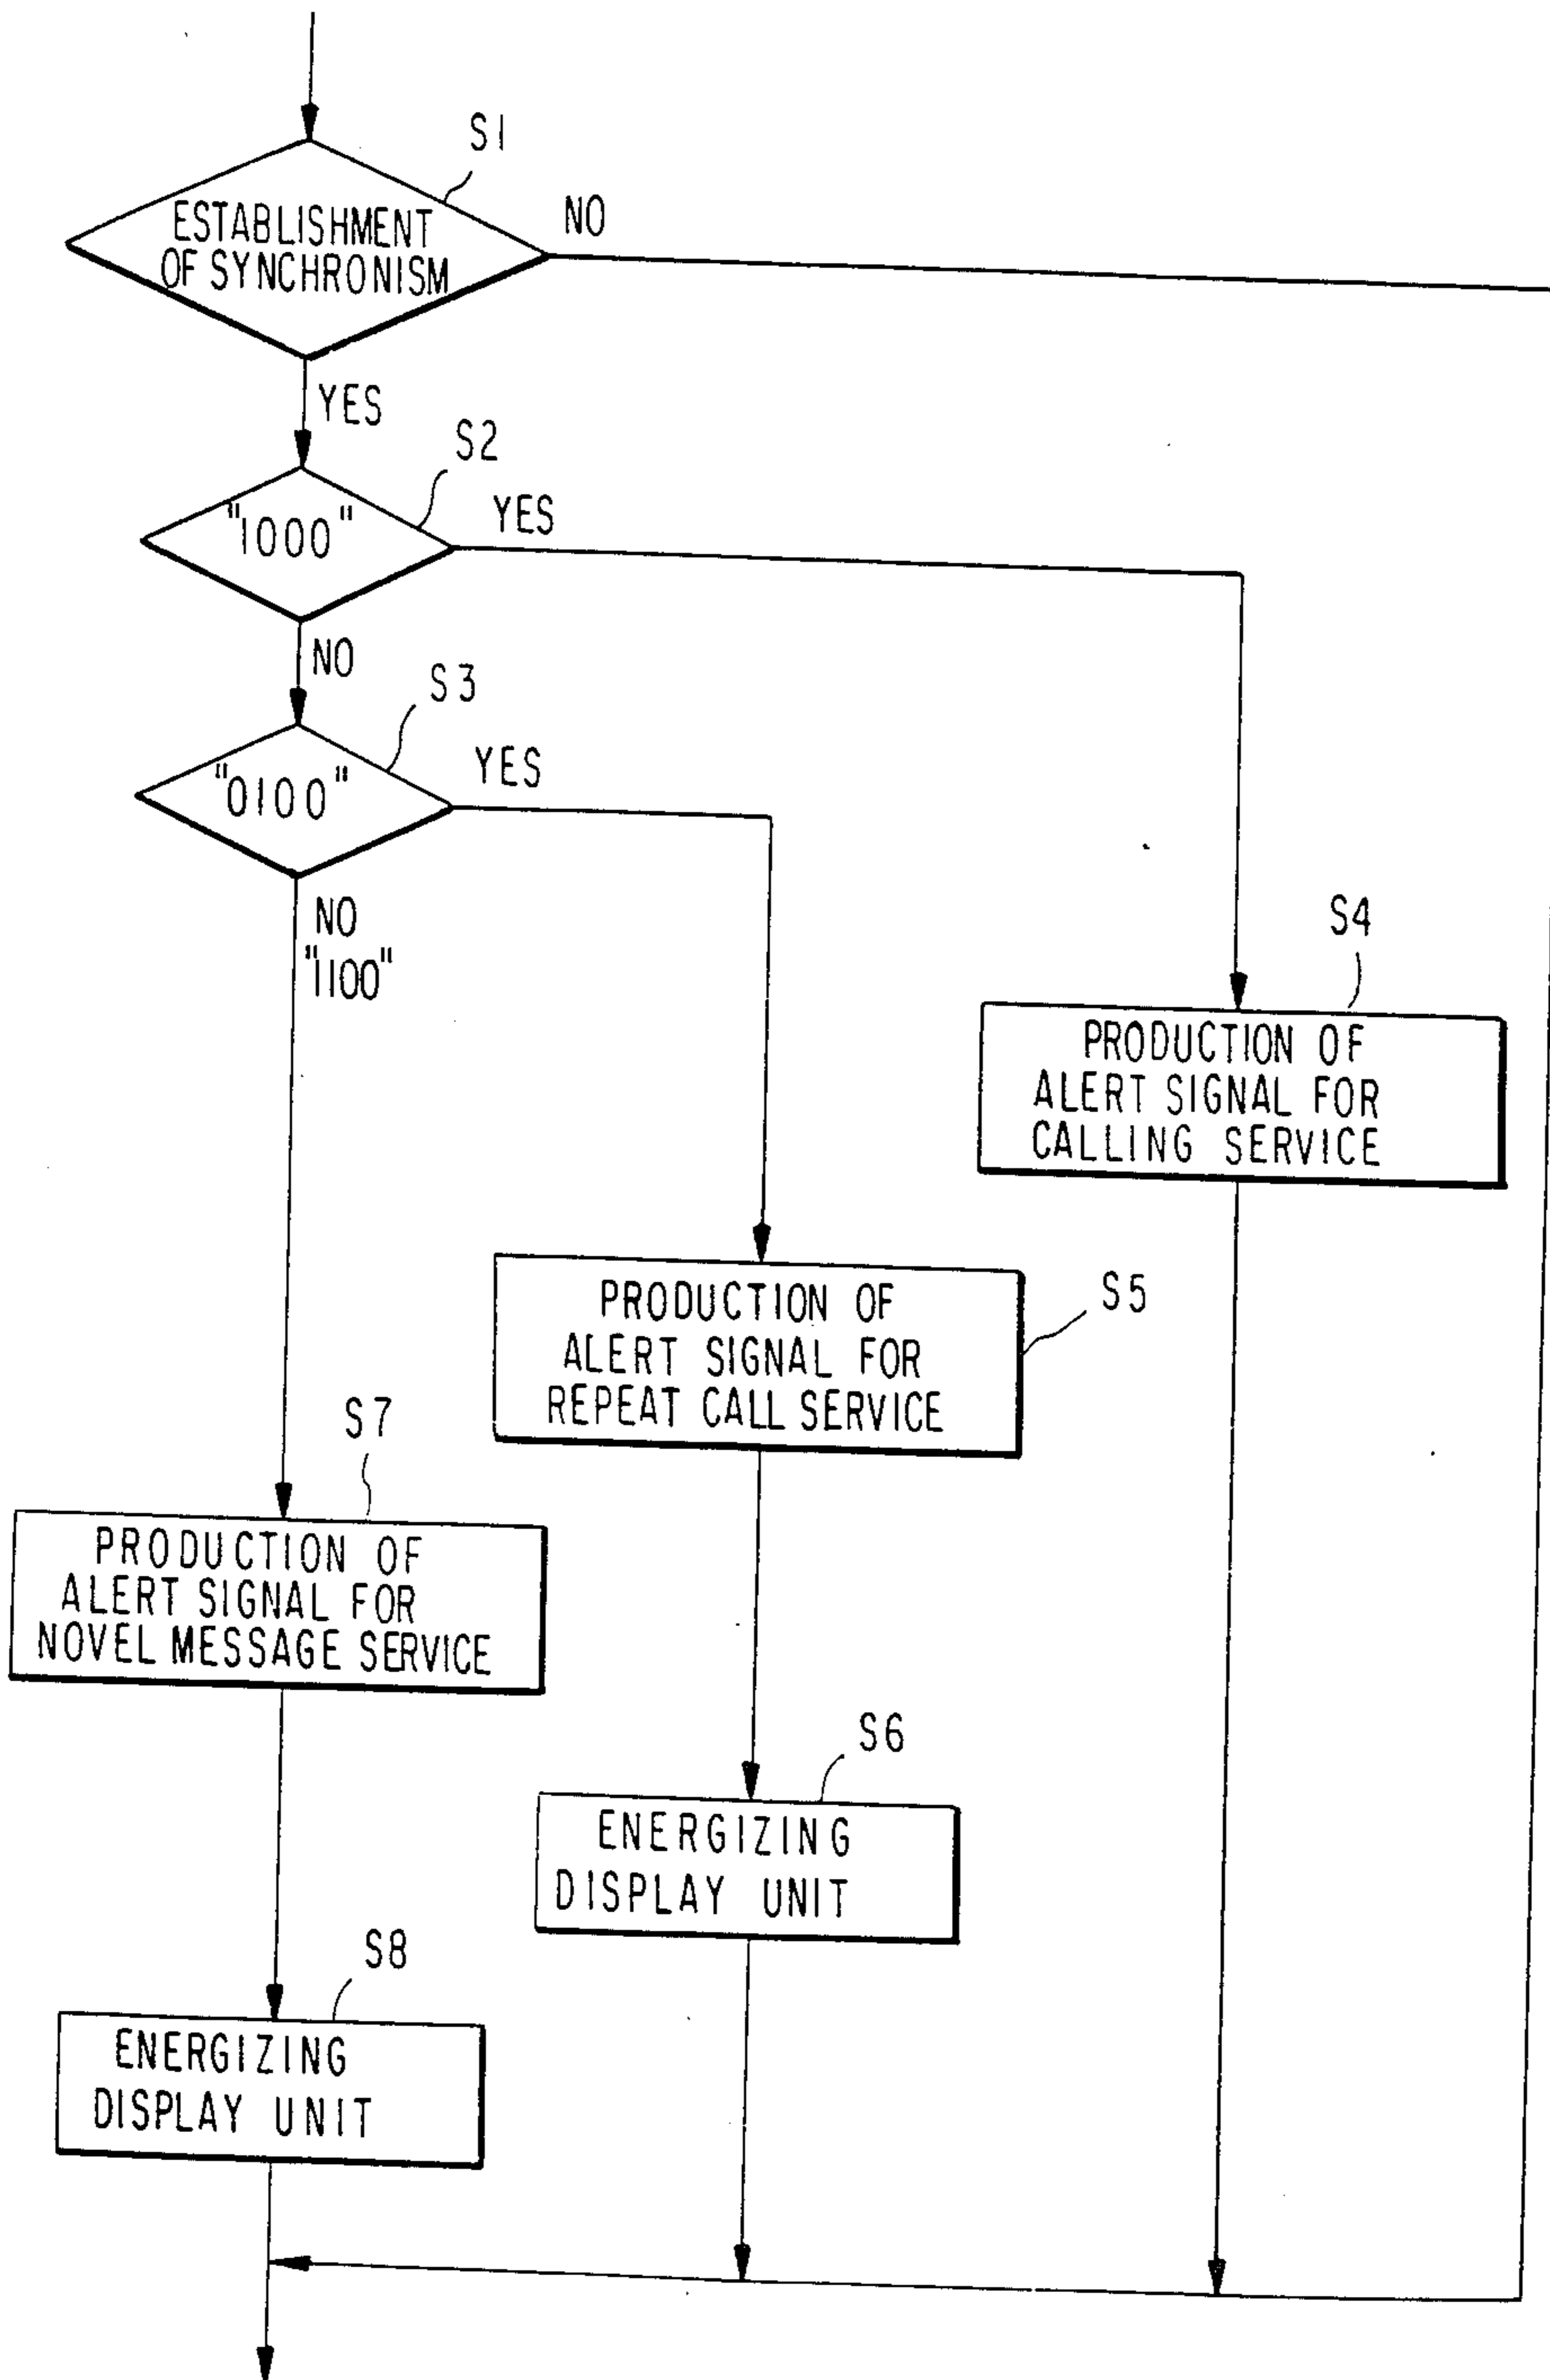 S1
NO
ESTABLISHMENT
OF SYNCHRONISM
YES
S2
YES
"1000"
NO
S3
YES
"0100"
NO
"1100"
S4
PRODUCTION OF
ALERT SIGNAL FOR
CALLING SERVICE
S5
PRODUCTION OF
ALERT SIGNAL FOR
REPEAT CALL SERVICE
S7
PRODUCTION OF
ALERT SIGNAL FOR
NOVEL MESSAGE SERVICE
S6
ENERGIZING
DISPLAY UNIT
S8
ENERGIZING
DISPLAY UNIT